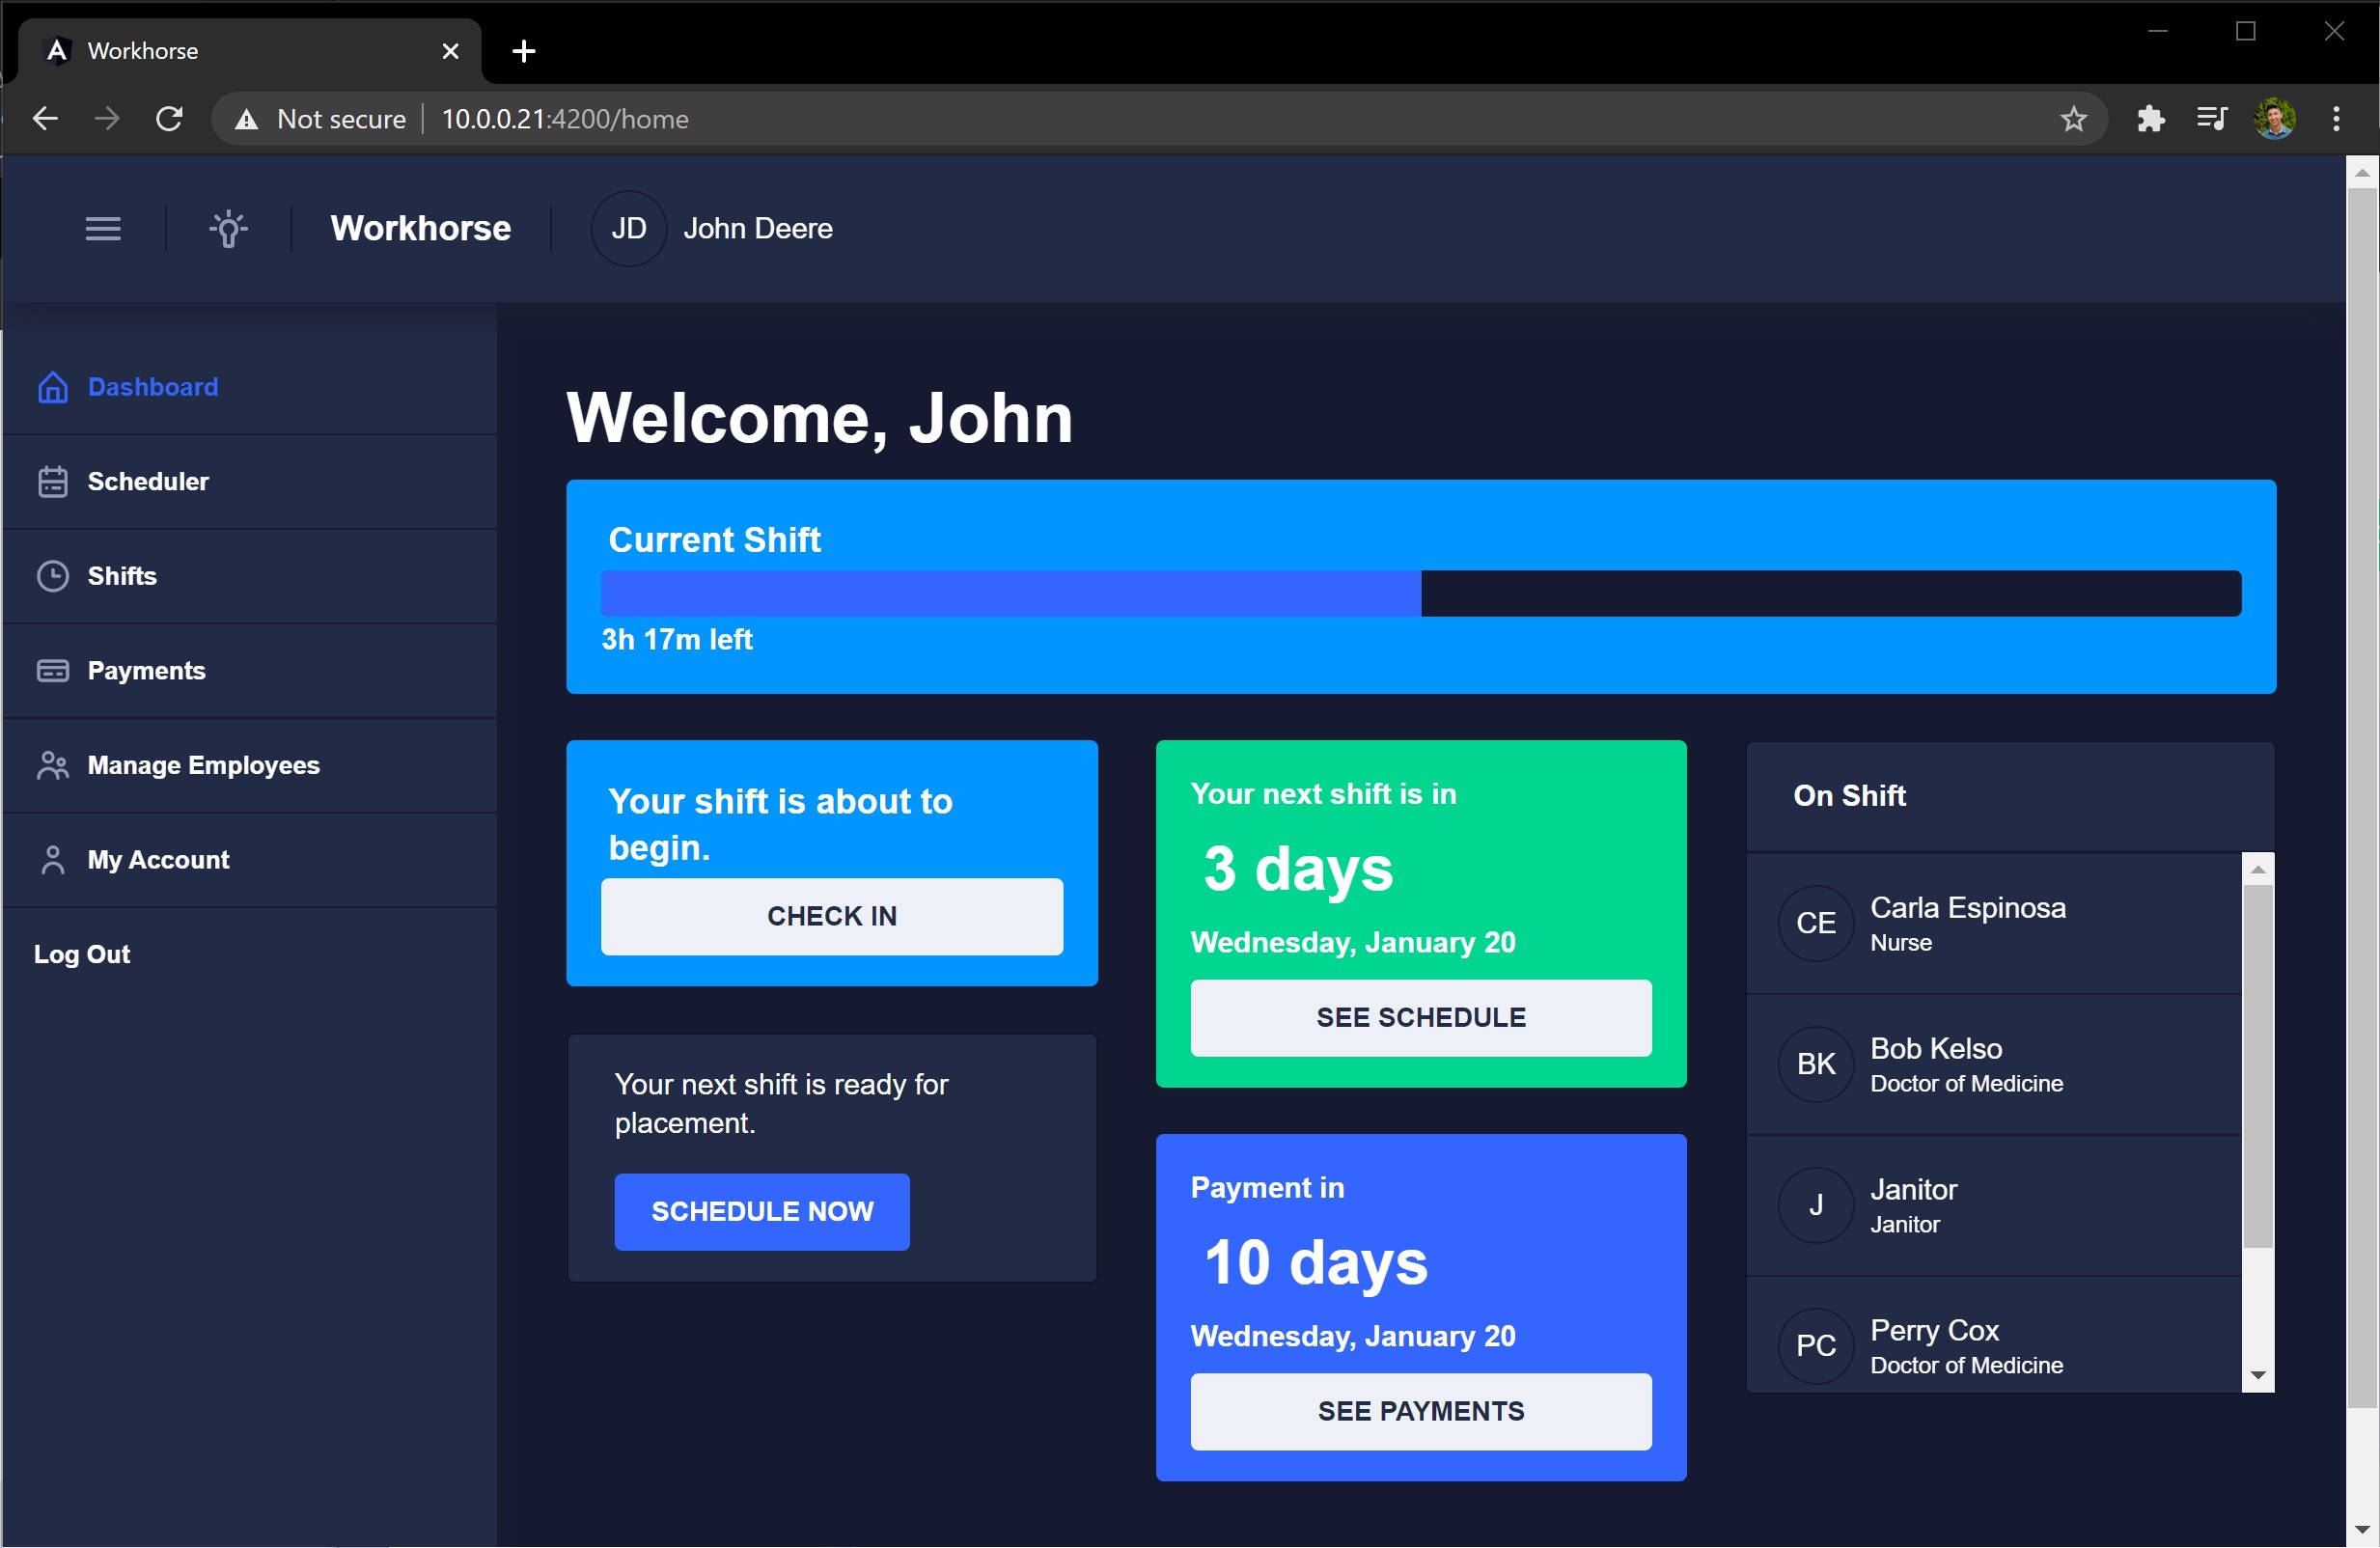 Workhorse
Not secure
10.0.0.21:4200/home
Workhorse
JD
John Deere
Dashboard
Scheduler
Shifts
Payments
Manage Employees
My Account
Log Out
Welcome, John
Current Shift
3h 17m left
Your shift is about to
begin.
CHECK IN
Your next shift is ready for
placement.
SCHEDULE NOW
Your next shift is in
3 days
Wednesday, January 20
SEE SCHEDULE
Payment in
10 days
Wednesday, January 20
SEE PAYMENTS
On Shift
CE
Carla Espinosa
Nurse
BK
Bob Kelso
Doctor of Medicine
J
Janitor
Janitor
PC
Perry Cox
Doctor of Medicine